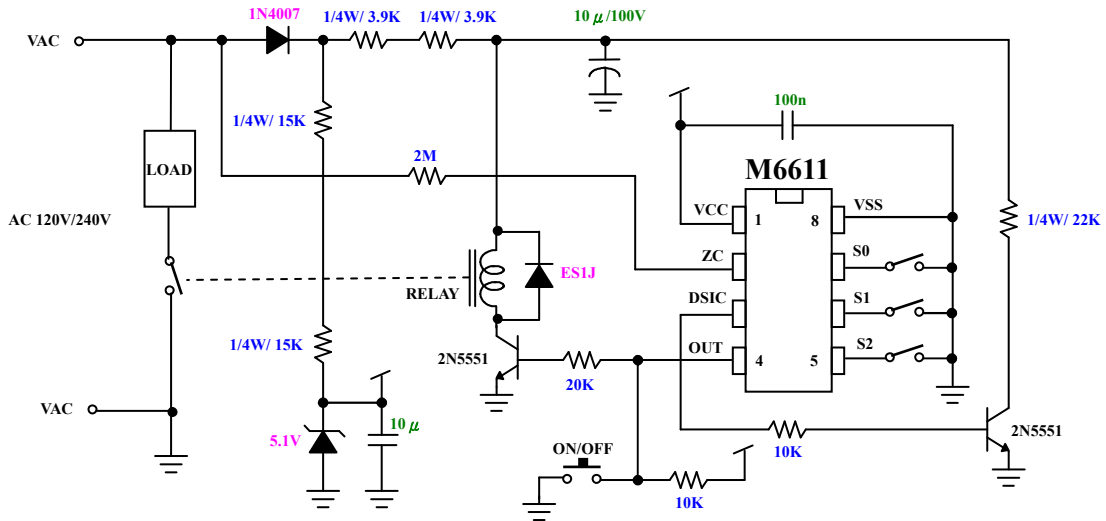 1N4007
1/4W/ 3.9K
1/4W/ 3.9K
10 μ/100V
VAC
1/4W/ 15K
100n
2M
M6611
LOAD
VCC
1
8
VSS
1/4W/ 22K
AC 120V/240V
ZC
S0
ES1J
RELAY
DSIC
S1
1/4W/ 15K
2N5551
OUT
4
5
S2
20K
VAC
10 μ
5.1V
ON/OFF
10K
2N5551
10K